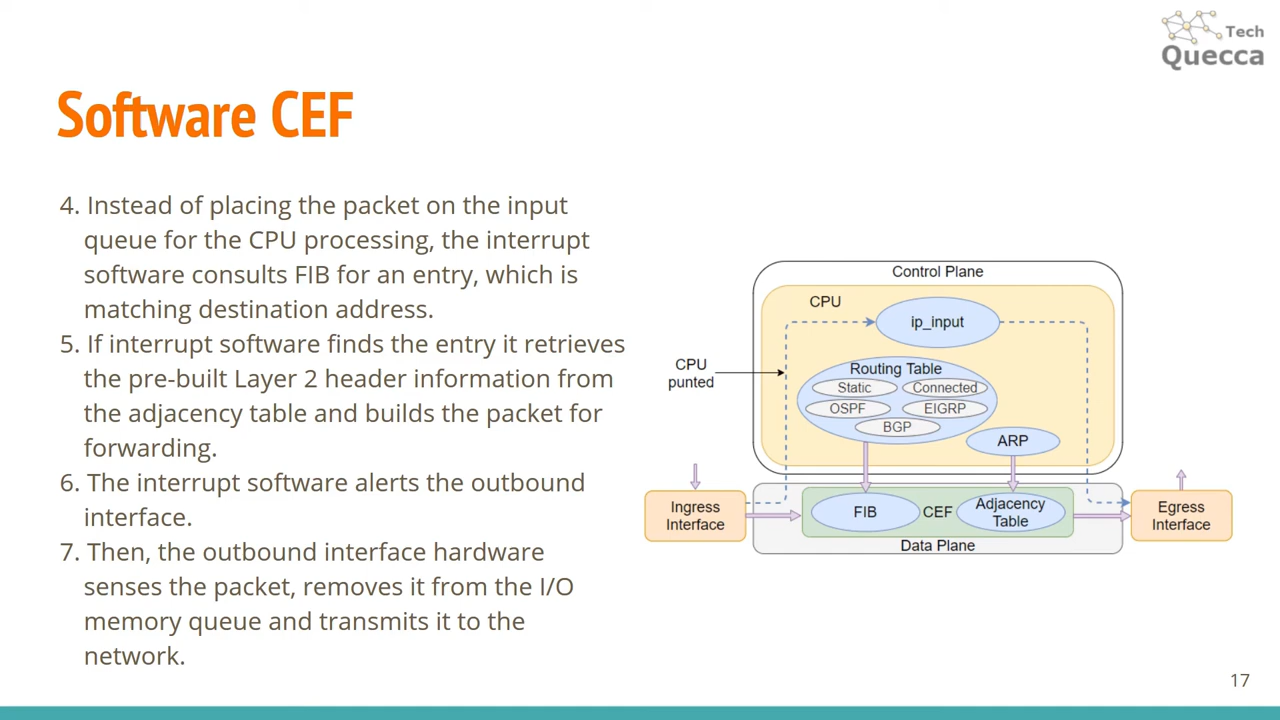 Tech
Quecca
Software CEF
4. Instead of placing the packet on the input
queue for the CPU processing, the interrupt
software consults FIB for an entry, which is
matching destination address.
5. If interrupt software finds the entry it retrieves
the pre-built Layer 2 header information from
the adjacency table and builds the packet for
forwarding.
6. The interrupt software alerts the outbound
interface.
7. Then, the outbound interface hardware
senses the packet, removes it from the I/O
memory queue and transmits it to the
network.
Control Plane
CPU
ip_input
CPU
punted
Routing Table
Static
Connected
OSPF
EIGRP
BGP
ARP
Ingress
Interface
FIB
CEF
Adjacency
Table
Egress
Interface
Data Plane
17